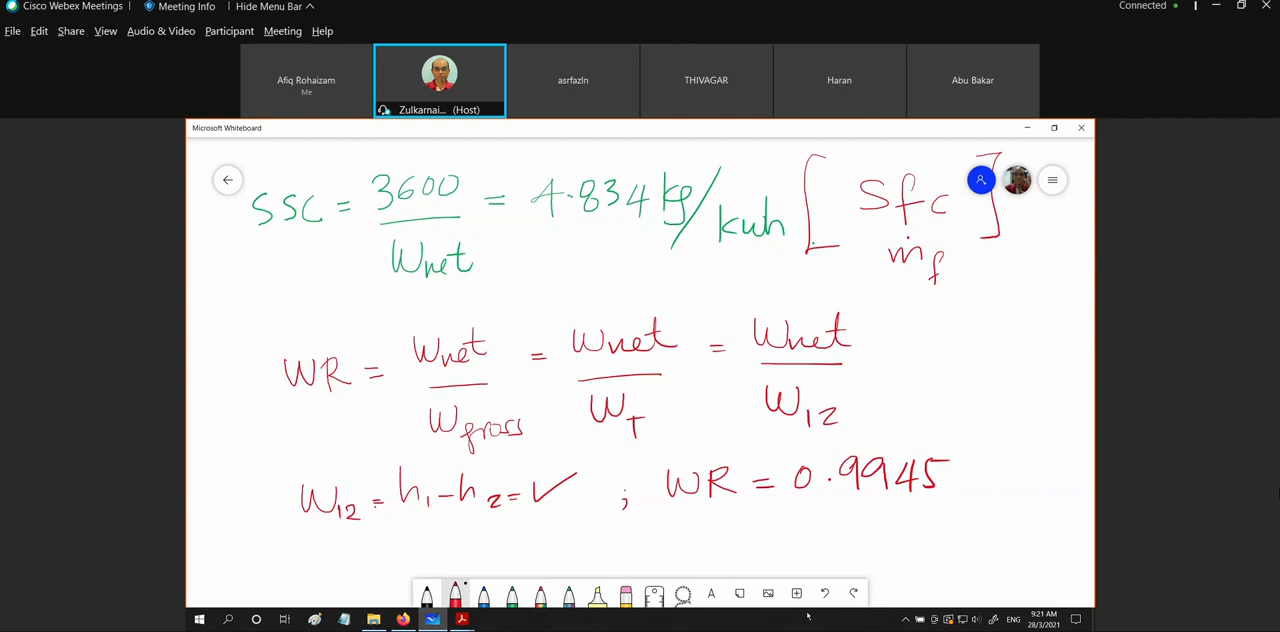 Cisco Webex Meetings | Meeting Info | Hide Menu Bar Connected
File Edit Share View Audio & Video Participant Meeting Help
Afiq Rohaizam
Me
Zulkarnai... (Host)
asrfazln
THIVAGAR
Haran
Abu Bakar
Microsoft Whiteboard
SSC = 3600 / Wnet = 4.834 kg/kwh [ Sfc ṁf ]
WR = Wnet / Wgross = Wnet / WT = Wnet / W12
W12 = h1 - h2 = ✓ ; WR = 0.9945
A
ENG 9:21 AM
28/3/2021